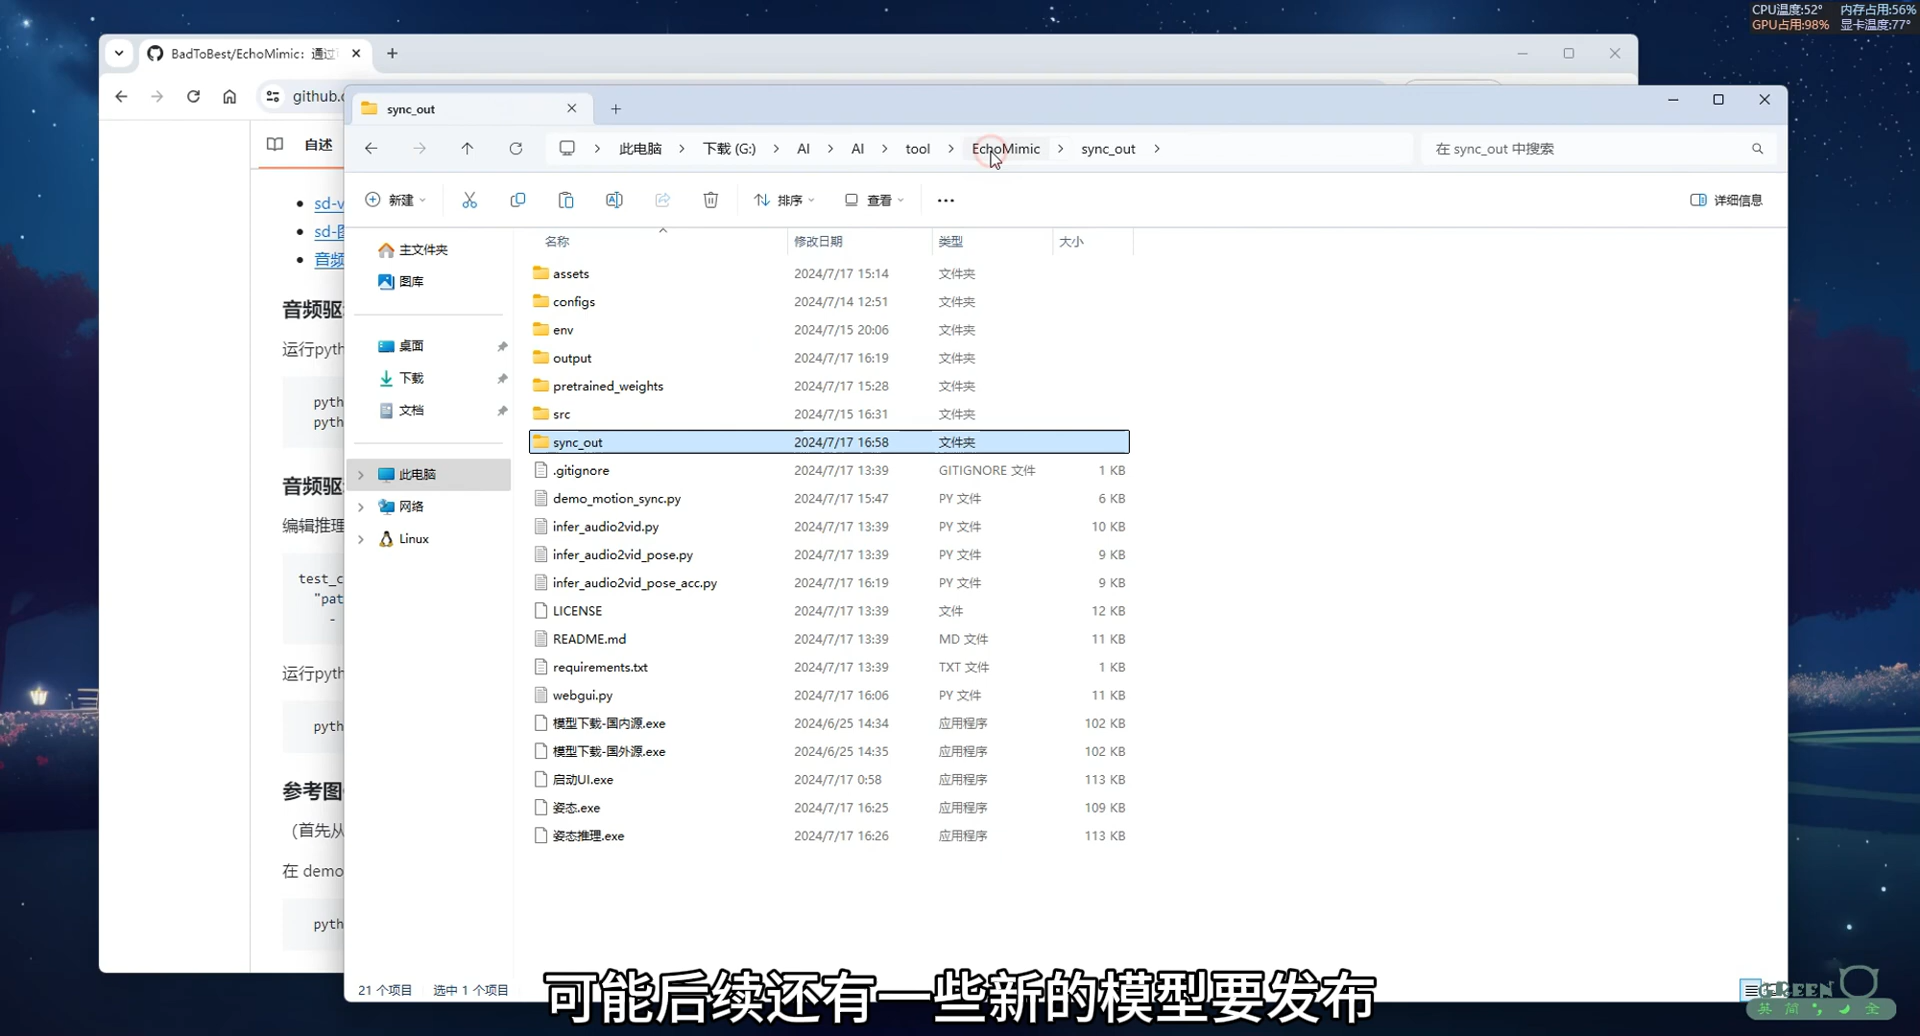 CPU温度:52° 内存占用:56%
GPU占用:98% 显卡温度:77°
BadToBest/EchoMimic: 通过
github.c
sync_out
此电脑 下载 (G:) AI AI tool EchoMimic sync_out
在 sync_out 中搜索
自述
新建
排序
查看
详细信息
sd-v
sd-图
音频
音频驱
运行pyth
pyth
pyth
音频驱
编辑推理
test_c
"pat
-
运行pyth
pyth
参考图
(首先从
在 demo
pyth
主文件夹
图库
桌面
下载
文档
此电脑
网络
Linux
名称 修改日期 类型 大小
assets 2024/7/17 15:14 文件夹
configs 2024/7/14 12:51 文件夹
env 2024/7/15 20:06 文件夹
output 2024/7/17 16:19 文件夹
pretrained_weights 2024/7/17 15:28 文件夹
src 2024/7/15 16:31 文件夹
sync_out 2024/7/17 16:58 文件夹
.gitignore 2024/7/17 13:39 GITIGNORE 文件 1 KB
demo_motion_sync.py 2024/7/17 15:47 PY 文件 6 KB
infer_audio2vid.py 2024/7/17 13:39 PY 文件 10 KB
infer_audio2vid_pose.py 2024/7/17 13:39 PY 文件 9 KB
infer_audio2vid_pose_acc.py 2024/7/17 16:19 PY 文件 9 KB
LICENSE 2024/7/17 13:39 文件 12 KB
README.md 2024/7/17 13:39 MD 文件 11 KB
requirements.txt 2024/7/17 13:39 TXT 文件 1 KB
webgui.py 2024/7/17 16:06 PY 文件 11 KB
模型下载-国内源.exe 2024/6/25 14:34 应用程序 102 KB
模型下载-国外源.exe 2024/6/25 14:35 应用程序 102 KB
启动UI.exe 2024/7/17 0:58 应用程序 113 KB
姿态.exe 2024/7/17 16:25 应用程序 109 KB
姿态推理.exe 2024/7/17 16:26 应用程序 113 KB
21 个项目 选中 1 个项目
可能后续还有一些新的模型要发布
GREEN
英 简 全